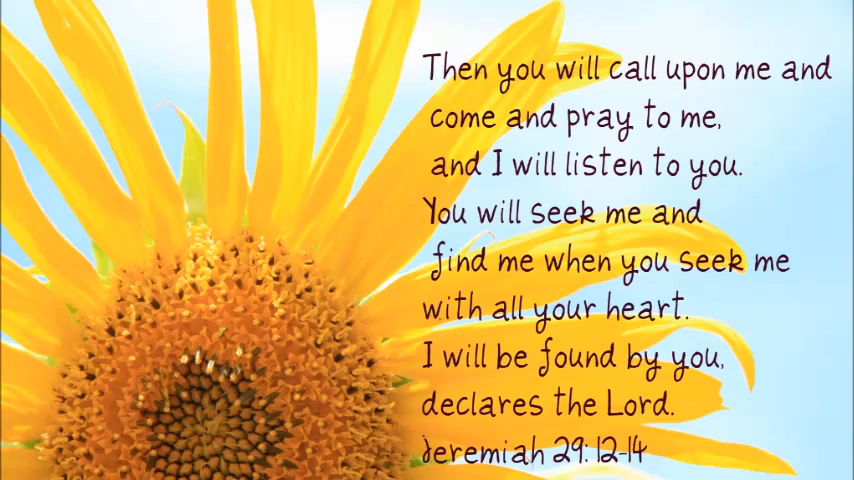 Then you will call upon me and
come and pray to me,
and I will listen to you.
You will seek me and
find me when you seek me
with all your heart.
I will be found by you,
declares the Lord.
Jeremiah 29:12-14